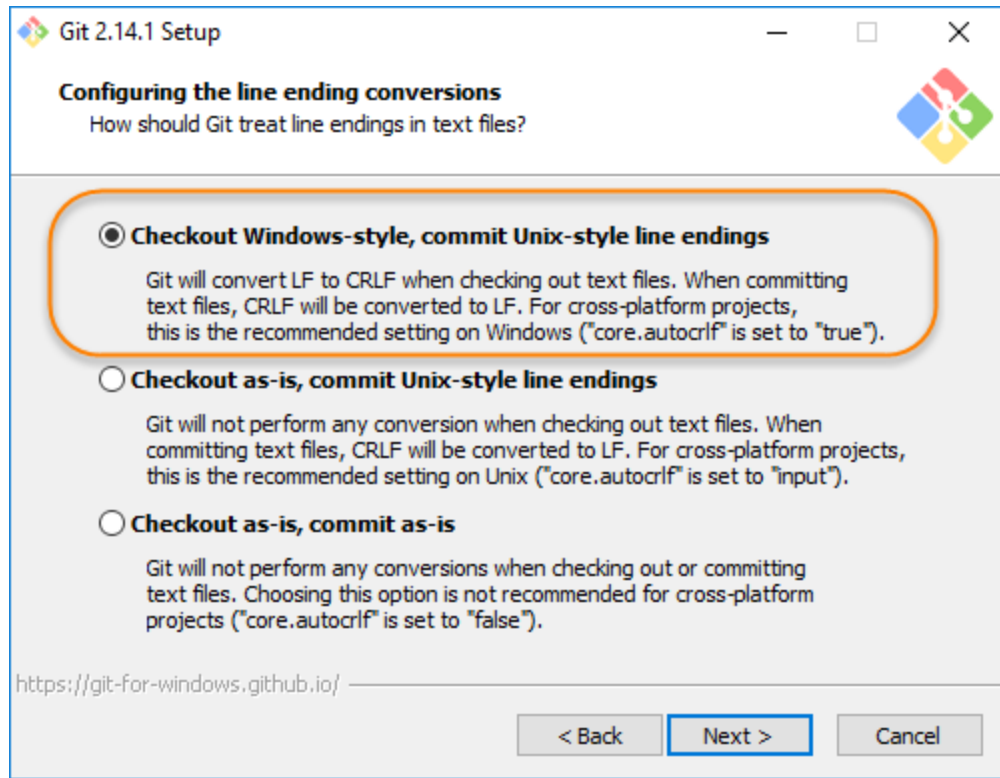 Git 2.14.1 Setup
Configuring the line ending conversions
How should Git treat line endings in text files?
Checkout Windows-style, commit Unix-style line endings
Git will convert LF to CRLF when checking out text files. When committing
text files, CRLF will be converted to LF. For cross-platform projects,
this is the recommended setting on Windows ("core.autocrlf" is set to "true").
Checkout as-is, commit Unix-style line endings
Git will not perform any conversion when checking out text files. When
committing text files, CRLF will be converted to LF. For cross-platform projects,
this is the recommended setting on Unix ("core.autocrlf" is set to "input").
Checkout as-is, commit as-is
Git will not perform any conversions when checking out or committing
text files. Choosing this option is not recommended for cross-platform
projects ("core.autocrlf" is set to "false").
https://git-for-windows.github.io/
< Back Next > Cancel